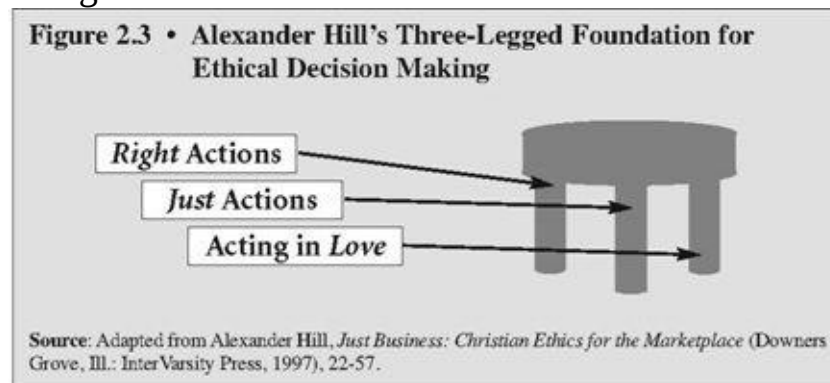 Figure 2.3 • Alexander Hill's Three-Legged Foundation for
Ethical Decision Making
Right Actions
Just Actions
Acting in Love
Source: Adapted from Alexander Hill, Just Business: Christian Ethics for the Marketplace (Downers
Grove, Ill.: InterVarsity Press, 1997), 22-57.